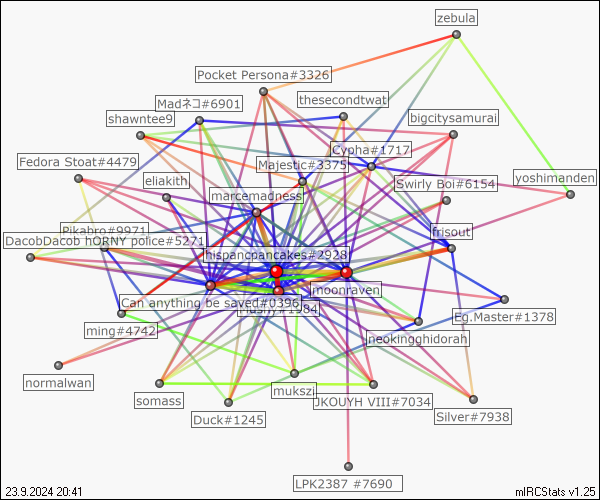 zebula
Pocket Persona#3326
Madネコ#6901
thesecondtwat
shawntee9
bigcitysamurai
Cypha#1717
Fedora Stoat#4479
Majestic#3375
eliakith
Swirly Boi#6154
yoshimanden
marcemadness
Pikabro#9971
frisout
DacobDacob hORNY police#5271
hispancpancakes#2928
moonraven
Can anything be saved#0396
Eg.Master#1378
ming#4742
neokingghidorah
normalwan
mukszi
somass
JKOUYH VIII#7034
Duck#1245
Silver#7938
LPK2387 #7690
23.9.2024 20:41
mIRCStats v1.25